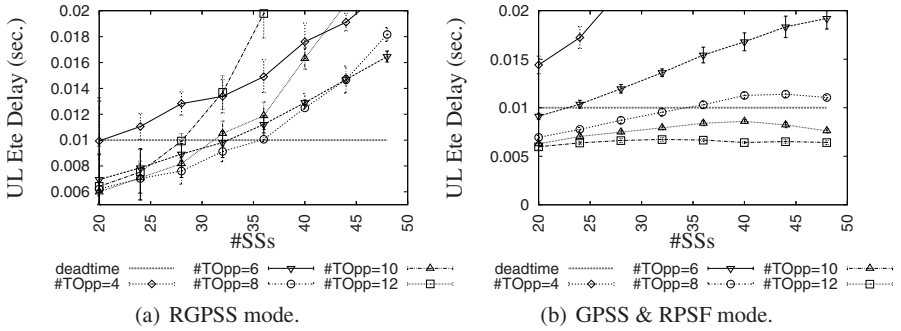 UL Ete Delay (sec.)
0.02
0.018
0.016
0.014
0.012
0.01
0.008
0.006
20
25
30
35
40
45
50
#SSs
deadtime
#TOpp=4
#TOpp=6
#TOpp=8
#TOpp=10
#TOpp=12
(a) RGPSS mode.
UL Ete Delay (sec.)
0.02
0.015
0.01
0.005
0
20
25
30
35
40
45
50
#SSs
deadtime
#TOpp=4
#TOpp=6
#TOpp=8
#TOpp=10
#TOpp=12
(b) GPSS & RPSF mode.